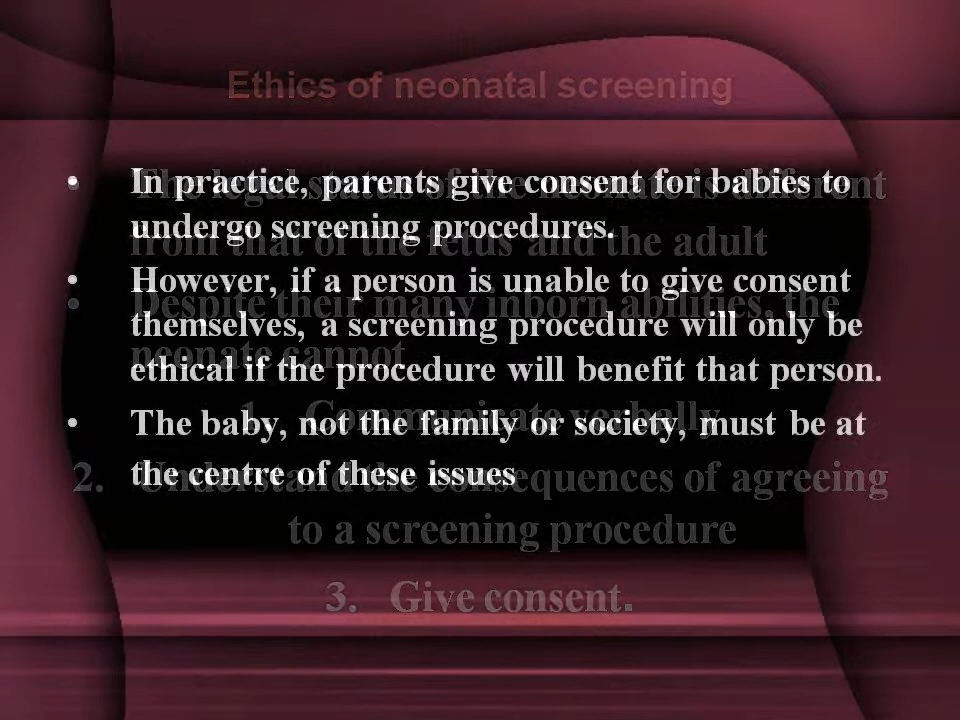 Ethics of neonatal screening
• In practice, parents give consent for babies to
undergo screening procedures.
• However, if a person is unable to give consent
themselves, a screening procedure will only be
ethical if the procedure will benefit that person.
• The baby, not the family or society, must be at
the centre of these issues
• The legal status of the neonate is different
from that of the fetus and the adult
• Despite their many inborn abilities, the
neonate cannot
1. Communicate verbally
2. Understand the consequences of agreeing
to a screening procedure
3. Give consent.